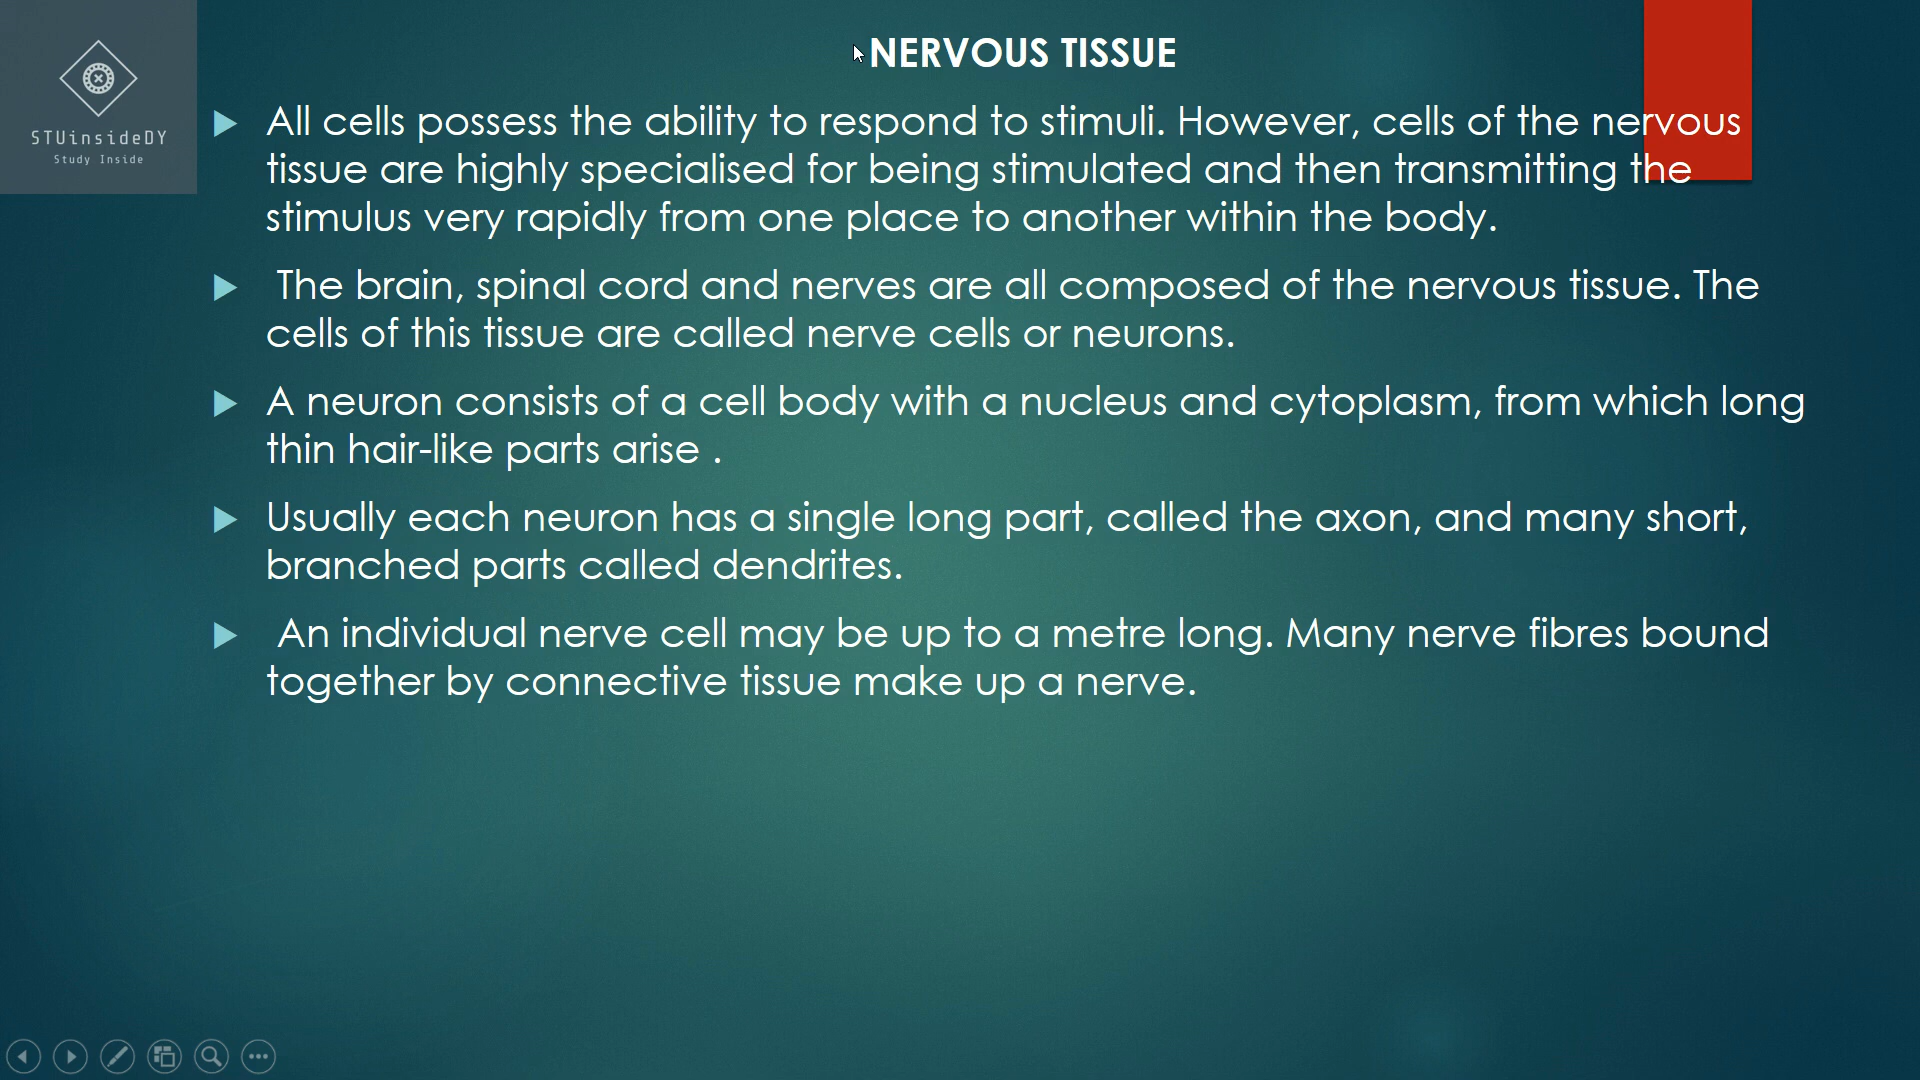 STUinsideDY
Study Inside
NERVOUS TISSUE
All cells possess the ability to respond to stimuli. However, cells of the nervous
tissue are highly specialised for being stimulated and then transmitting the
stimulus very rapidly from one place to another within the body.
The brain, spinal cord and nerves are all composed of the nervous tissue. The
cells of this tissue are called nerve cells or neurons.
A neuron consists of a cell body with a nucleus and cytoplasm, from which long
thin hair-like parts arise .
Usually each neuron has a single long part, called the axon, and many short,
branched parts called dendrites.
An individual nerve cell may be up to a metre long. Many nerve fibres bound
together by connective tissue make up a nerve.